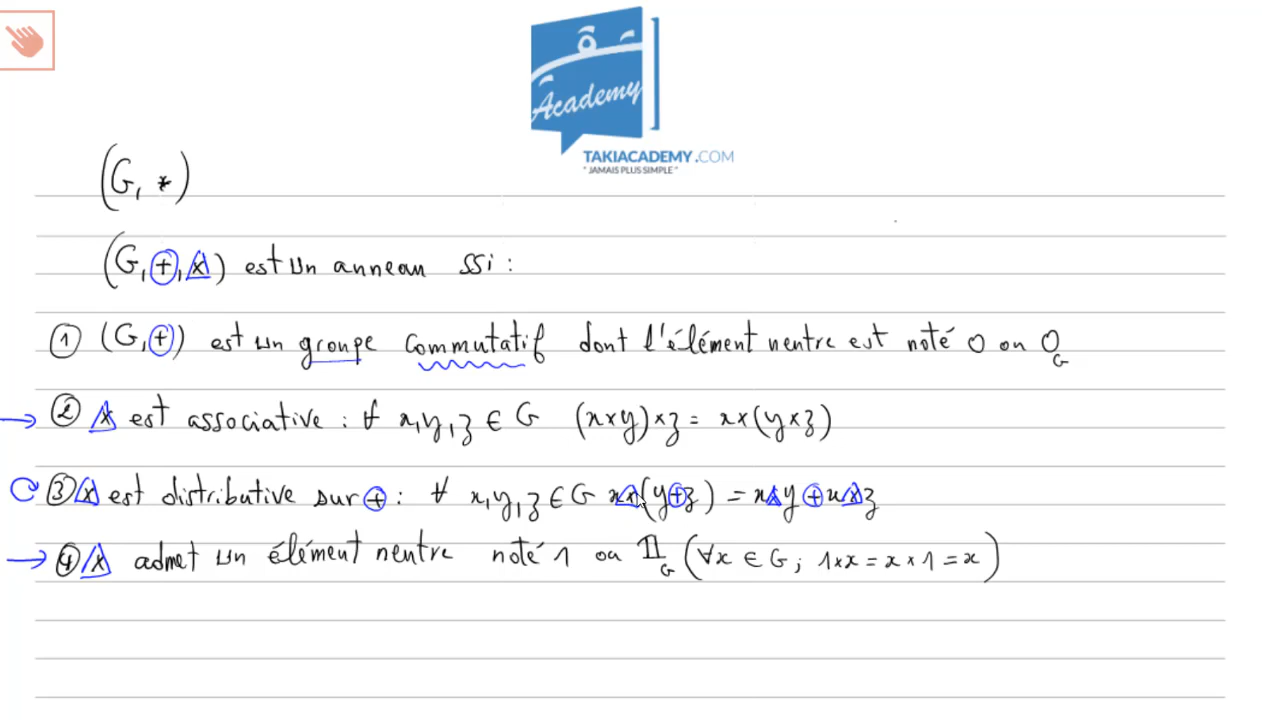 Academy
TAKIACADEMY.COM
"JAMAIS PLUS SIMPLE"
(G, *)
(G, +, x) est un anneau ssi :
① (G, +) est un groupe commutatif dont l'élément neutre est noté 0 ou 0_G
② x est associative : ∀ x, y, z ∈ G (x×y)×z = x×(y×z)
③ x est distributive sur + : ∀ x, y, z ∈ G x×(y+z) = x×y + x×z
④ x admet un élément neutre noté 1 ou 1_G (∀x ∈ G ; 1×x = x×1 = x)